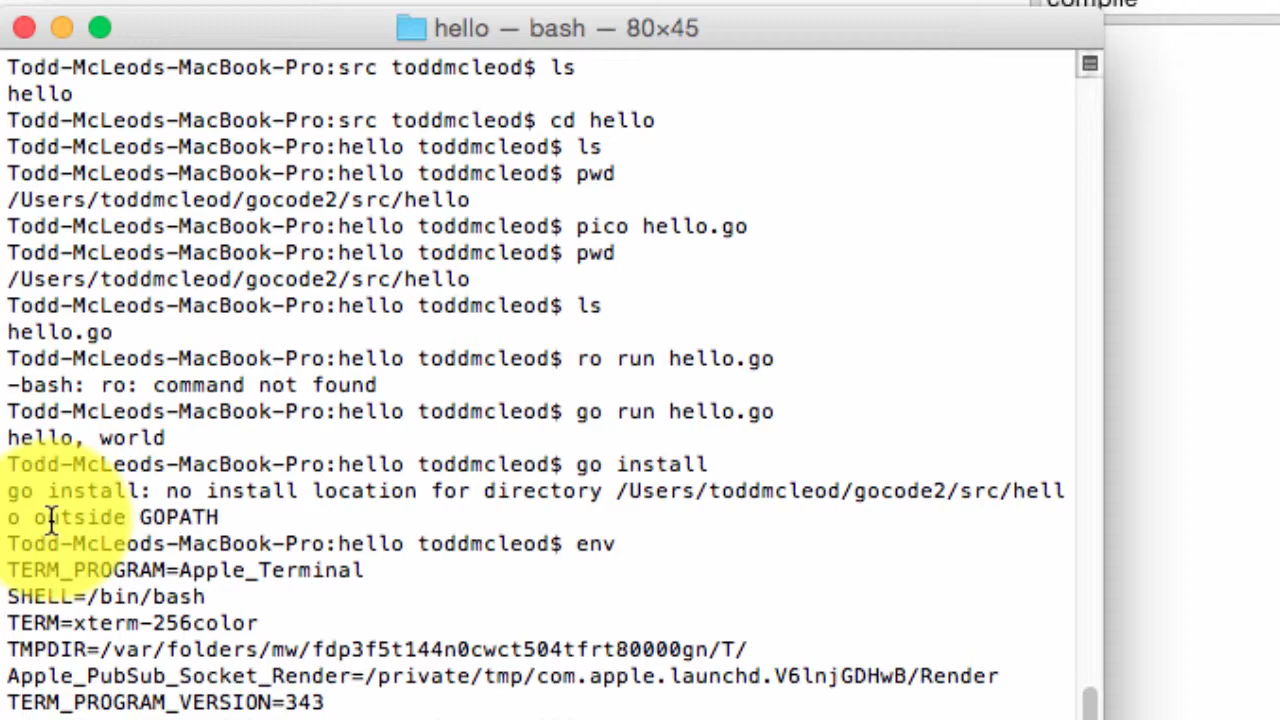 compile
hello — bash — 80×45
Todd-McLeods-MacBook-Pro:src toddmcleod$ ls
hello
Todd-McLeods-MacBook-Pro:src toddmcleod$ cd hello
Todd-McLeods-MacBook-Pro:hello toddmcleod$ ls
Todd-McLeods-MacBook-Pro:hello toddmcleod$ pwd
/Users/toddmcleod/gocode2/src/hello
Todd-McLeods-MacBook-Pro:hello toddmcleod$ pico hello.go
Todd-McLeods-MacBook-Pro:hello toddmcleod$ pwd
/Users/toddmcleod/gocode2/src/hello
Todd-McLeods-MacBook-Pro:hello toddmcleod$ ls
hello.go
Todd-McLeods-MacBook-Pro:hello toddmcleod$ ro run hello.go
-bash: ro: command not found
Todd-McLeods-MacBook-Pro:hello toddmcleod$ go run hello.go
hello, world
Todd-McLeods-MacBook-Pro:hello toddmcleod$ go install
go install: no install location for directory /Users/toddmcleod/gocode2/src/hell
o outside GOPATH
Todd-McLeods-MacBook-Pro:hello toddmcleod$ env
TERM_PROGRAM=Apple_Terminal
SHELL=/bin/bash
TERM=xterm-256color
TMPDIR=/var/folders/mw/fdp3f5t144n0cwct504tfrt80000gn/T/
Apple_PubSub_Socket_Render=/private/tmp/com.apple.launchd.V6lnjGDHwB/Render
TERM_PROGRAM_VERSION=343